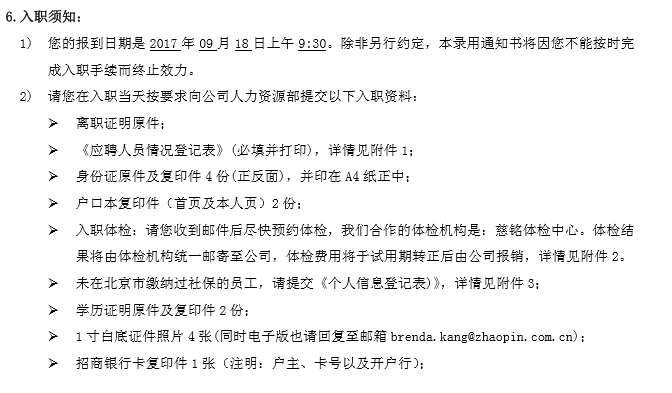 6.入职须知:
1) 您的报到日期是 2017 年 09 月 18 日上午 9:30。除非另行约定，本录用通知书将因您不能按时完
成入职手续而终止效力。
2) 请您在入职当天按要求向公司人力资源部提交以下入职资料：
➢ 离职证明原件；
➢ 《应聘人员情况登记表》(必填并打印)，详情见附件 1；
➢ 身份证原件及复印件 4 份(正反面)，并印在 A4 纸正中；
➢ 户口本复印件（首页及本人页）2 份；
➢ 入职体检：请您收到邮件后尽快预约体检，我们合作的体检机构是：慈铭体检中心。体检结
果将由体检机构统一邮寄至公司，体检费用将于试用期转正后由公司报销，详情见附件 2。
➢ 未在北京市缴纳过社保的员工，请提交《个人信息登记表)》，详情见附件 3；
➢ 学历证明原件及复印件 2 份；
➢ 1 寸白底证件照片 4 张(同时电子版也请回复至邮箱 brenda.kang@zhaopin.com.cn)；
➢ 招商银行卡复印件 1 张（注明：户主、卡号以及开户行)；